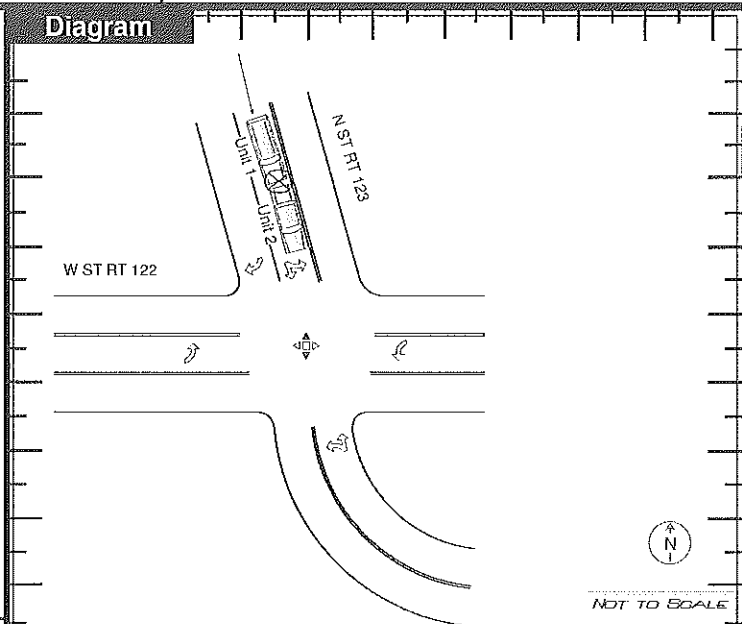 Diagram
N ST RT 123
Unit 1
Unit 2
W ST RT 122
N
NOT TO SCALE